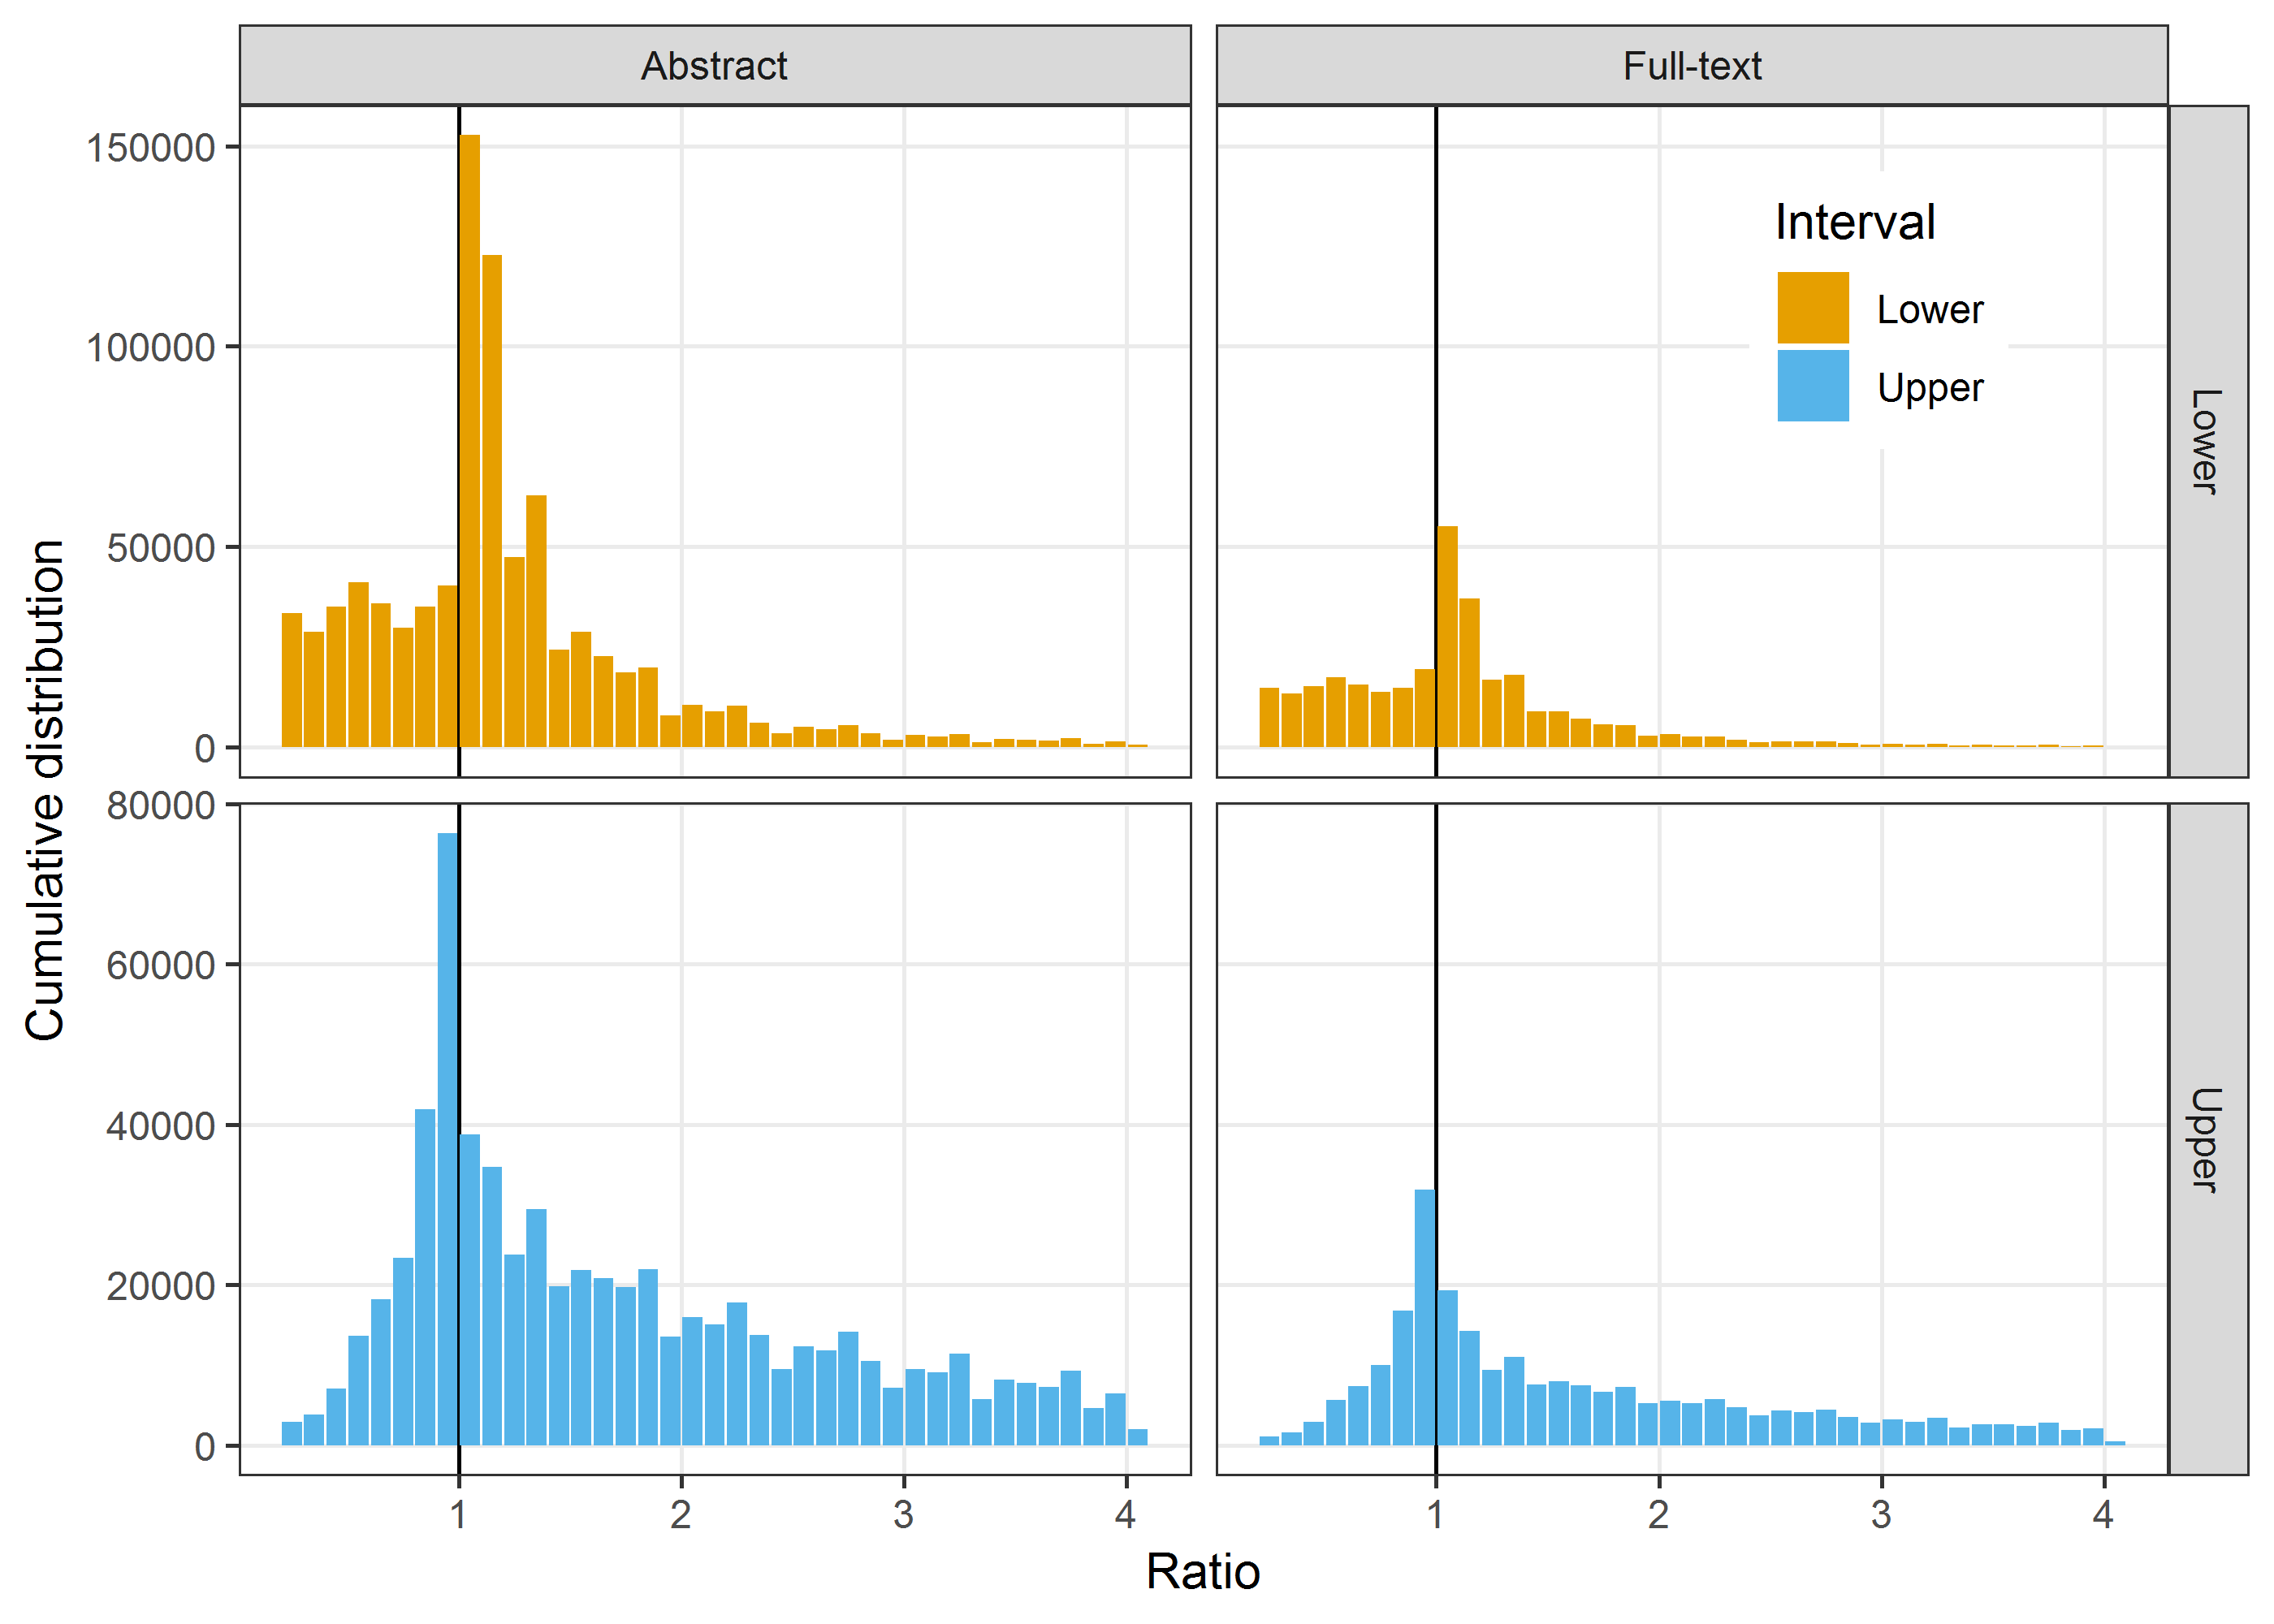 Abstract
Full-text
Cumulative distribution
150000
100000
50000
0
Interval
Lower
Upper
Lower
80000
60000
40000
20000
0
Upper
1 2 3 4
1 2 3 4
Ratio